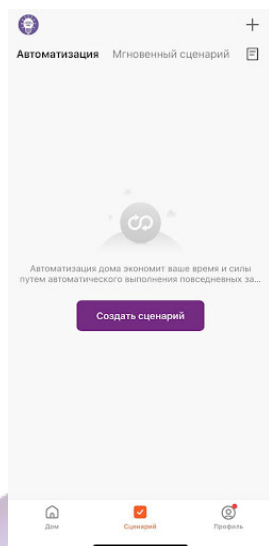 Автоматизация Мгновенный сценарий
Автоматизация дома экономит ваше время и силы
путем автоматического выполнения повседневных за...
Создать сценарий
Дом Сценарий Профиль